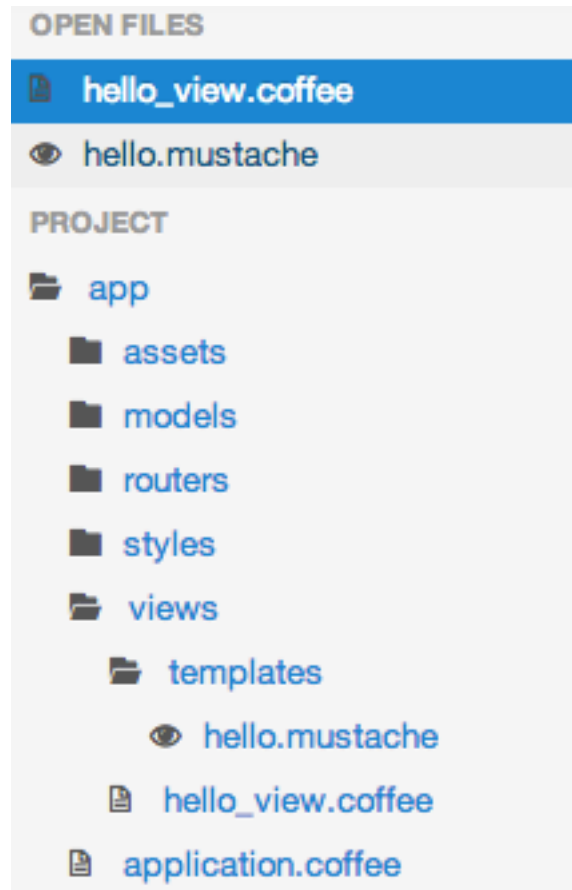 OPEN FILES
hello_view.coffee
hello.mustache
PROJECT
app
assets
models
routers
styles
views
templates
hello.mustache
hello_view.coffee
application.coffee